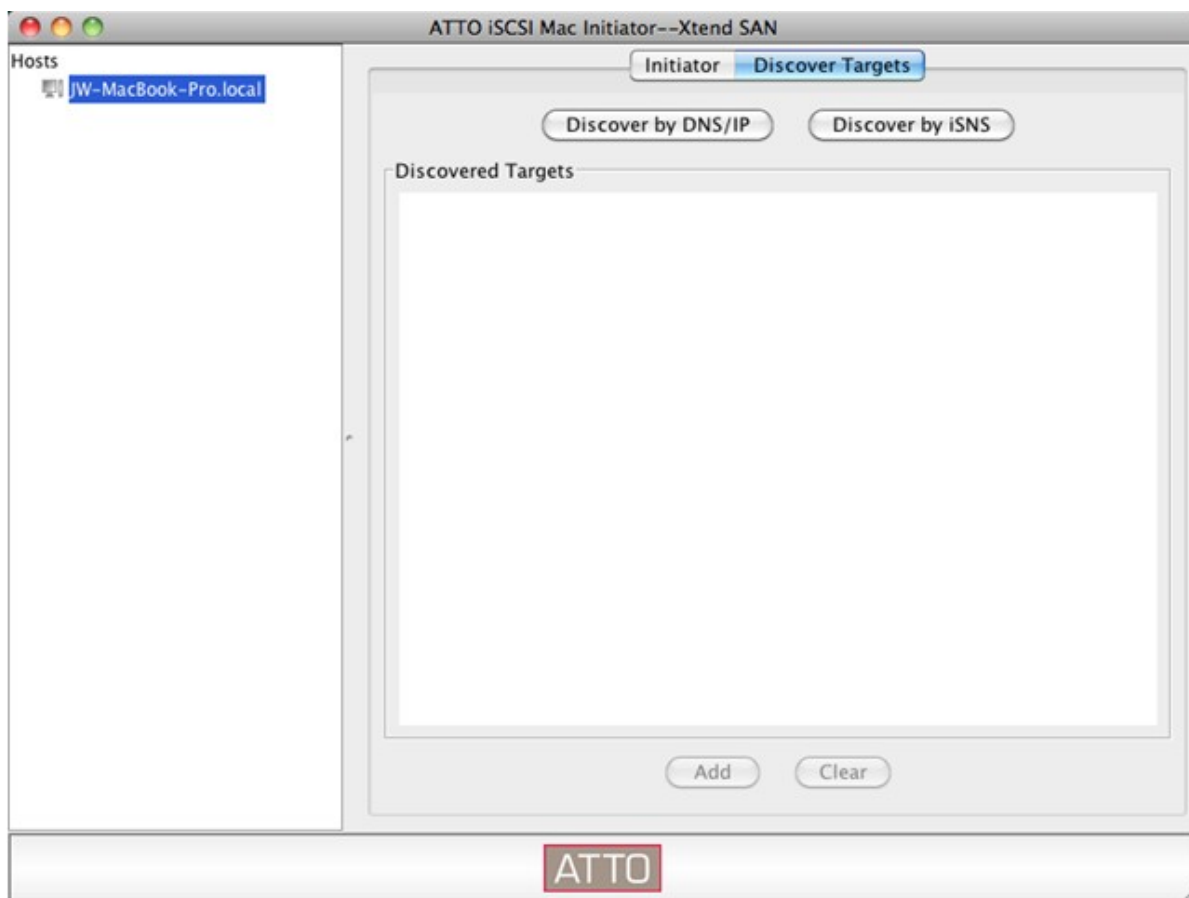 ATTO iSCSI Mac Initiator--Xtend SAN
Hosts
JW-MacBook-Pro.local
Initiator Discover Targets
Discover by DNS/IP Discover by iSNS
Discovered Targets
Add Clear
ATTO